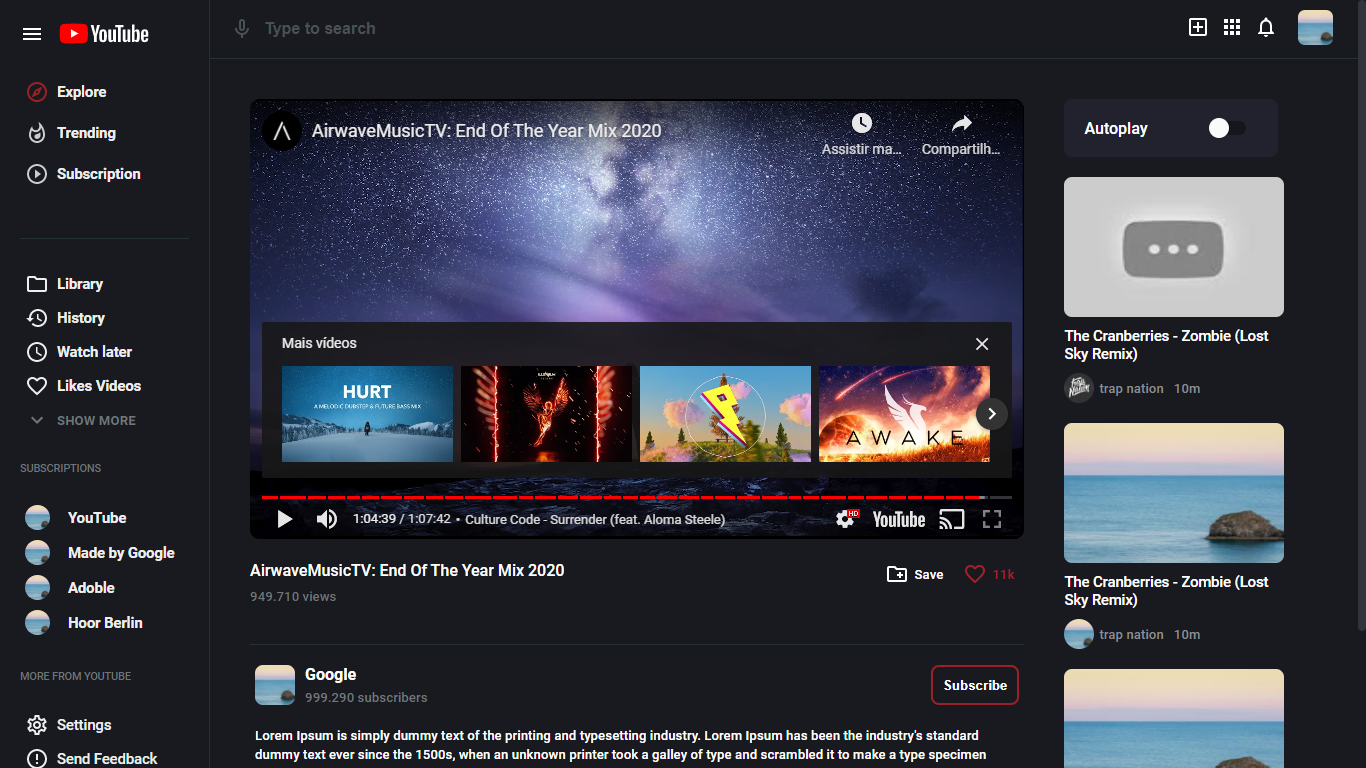 YouTube
Type to search
Explore
Trending
Subscription
Library
History
Watch later
Likes Videos
SHOW MORE
SUBSCRIPTIONS
YouTube
Made by Google
Adoble
Hoor Berlin
MORE FROM YOUTUBE
Settings
Send Feedback
AirwaveMusicTV: End Of The Year Mix 2020
Assistir ma...
Compartilh...
Mais vídeos
HURT
A MELODIC DUBSTEP & FUTURE BASS MIX
ILLENIUM
AWAKE
1:04:39 / 1:07:42 • Culture Code - Surrender (feat. Aloma Steele)
HD
YouTube
AirwaveMusicTV: End Of The Year Mix 2020
949.710 views
Save
11k
Google
999.290 subscribers
Subscribe
Lorem Ipsum is simply dummy text of the printing and typesetting industry. Lorem Ipsum has been the industry's standard
dummy text ever since the 1500s, when an unknown printer took a galley of type and scrambled it to make a type specimen
Autoplay
The Cranberries - Zombie (Lost
Sky Remix)
trap nation 10m
The Cranberries - Zombie (Lost
Sky Remix)
trap nation 10m